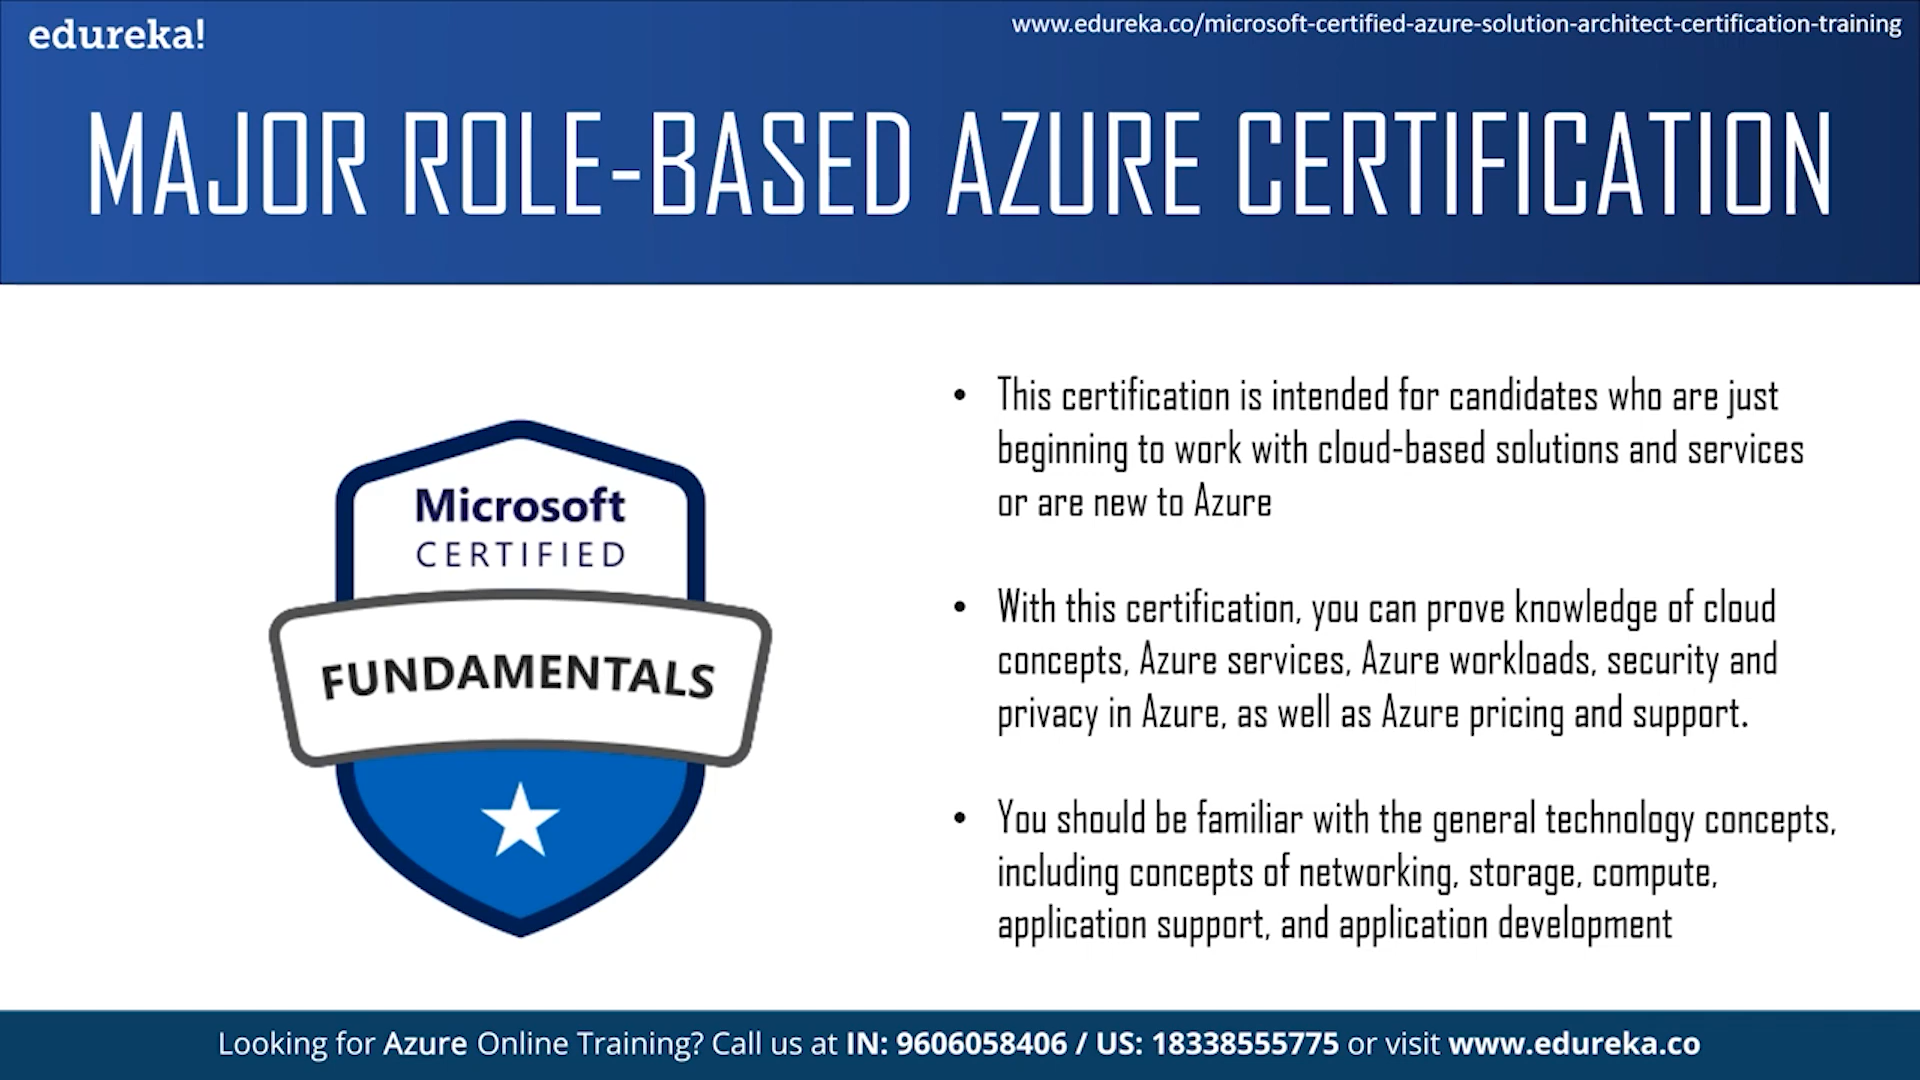 edureka!
www.edureka.co/microsoft-certified-azure-solution-architect-certification-training
MAJOR ROLE-BASED AZURE CERTIFICATION
Microsoft
CERTIFIED
FUNDAMENTALS
• This certification is intended for candidates who are just
beginning to work with cloud-based solutions and services
or are new to Azure
• With this certification, you can prove knowledge of cloud
concepts, Azure services, Azure workloads, security and
privacy in Azure, as well as Azure pricing and support.
• You should be familiar with the general technology concepts,
including concepts of networking, storage, compute,
application support, and application development
Looking for Azure Online Training? Call us at IN: 9606058406 / US: 18338555775 or visit www.edureka.co